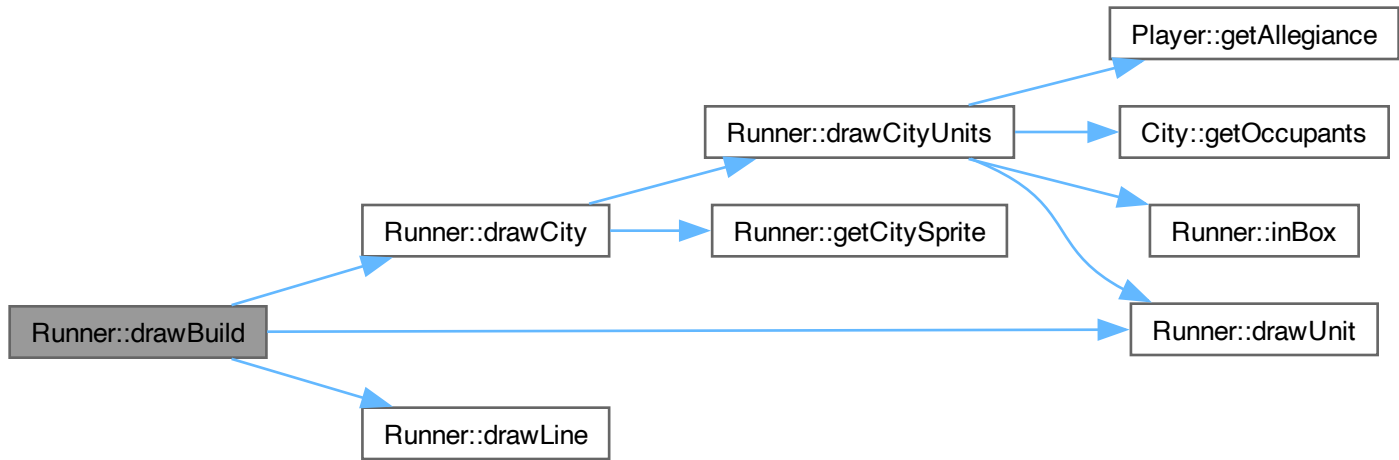 Player::getAllegiance
Runner::drawCityUnits
City::getOccupants
Runner::drawCity
Runner::getCitySprite
Runner::inBox
Runner::drawBuild
Runner::drawUnit
Runner::drawLine